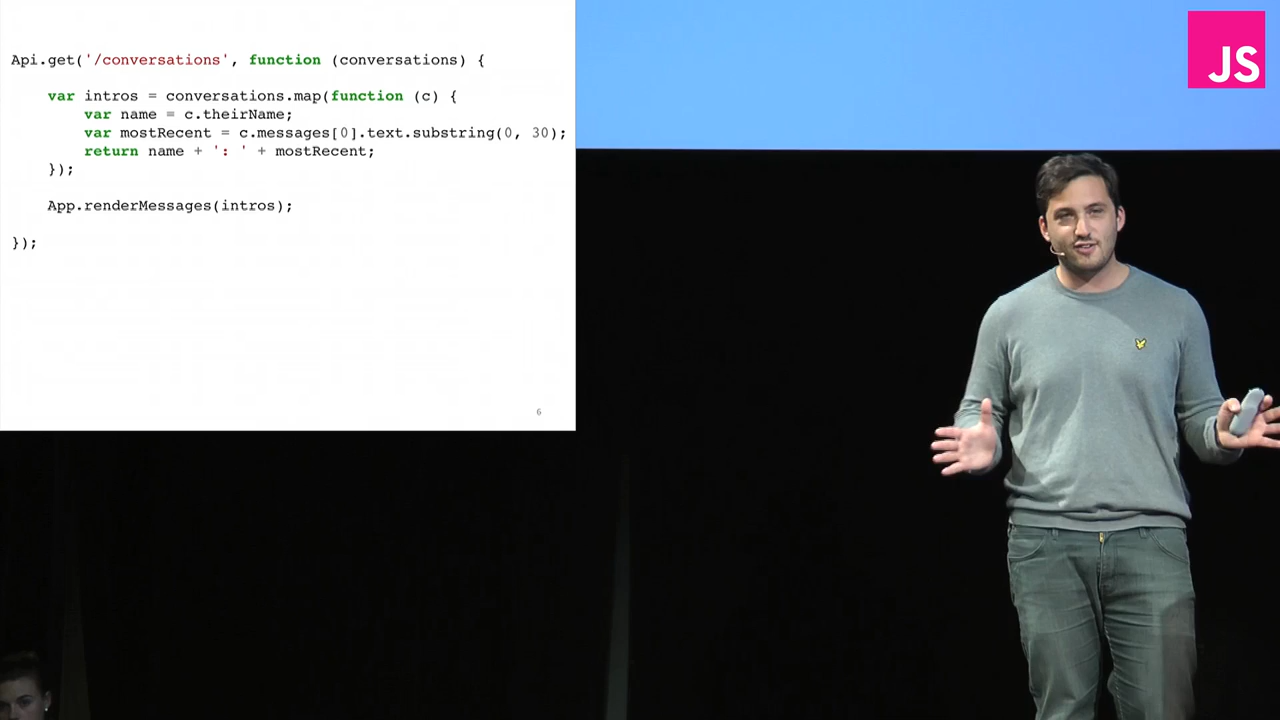 Api.get('/conversations', function (conversations) {
    var intros = conversations.map(function (c) {
        var name = c.theirName;
        var mostRecent = c.messages[0].text.substring(0, 30);
        return name + ': ' + mostRecent;
    });
    App.renderMessages(intros);
});
6
JS